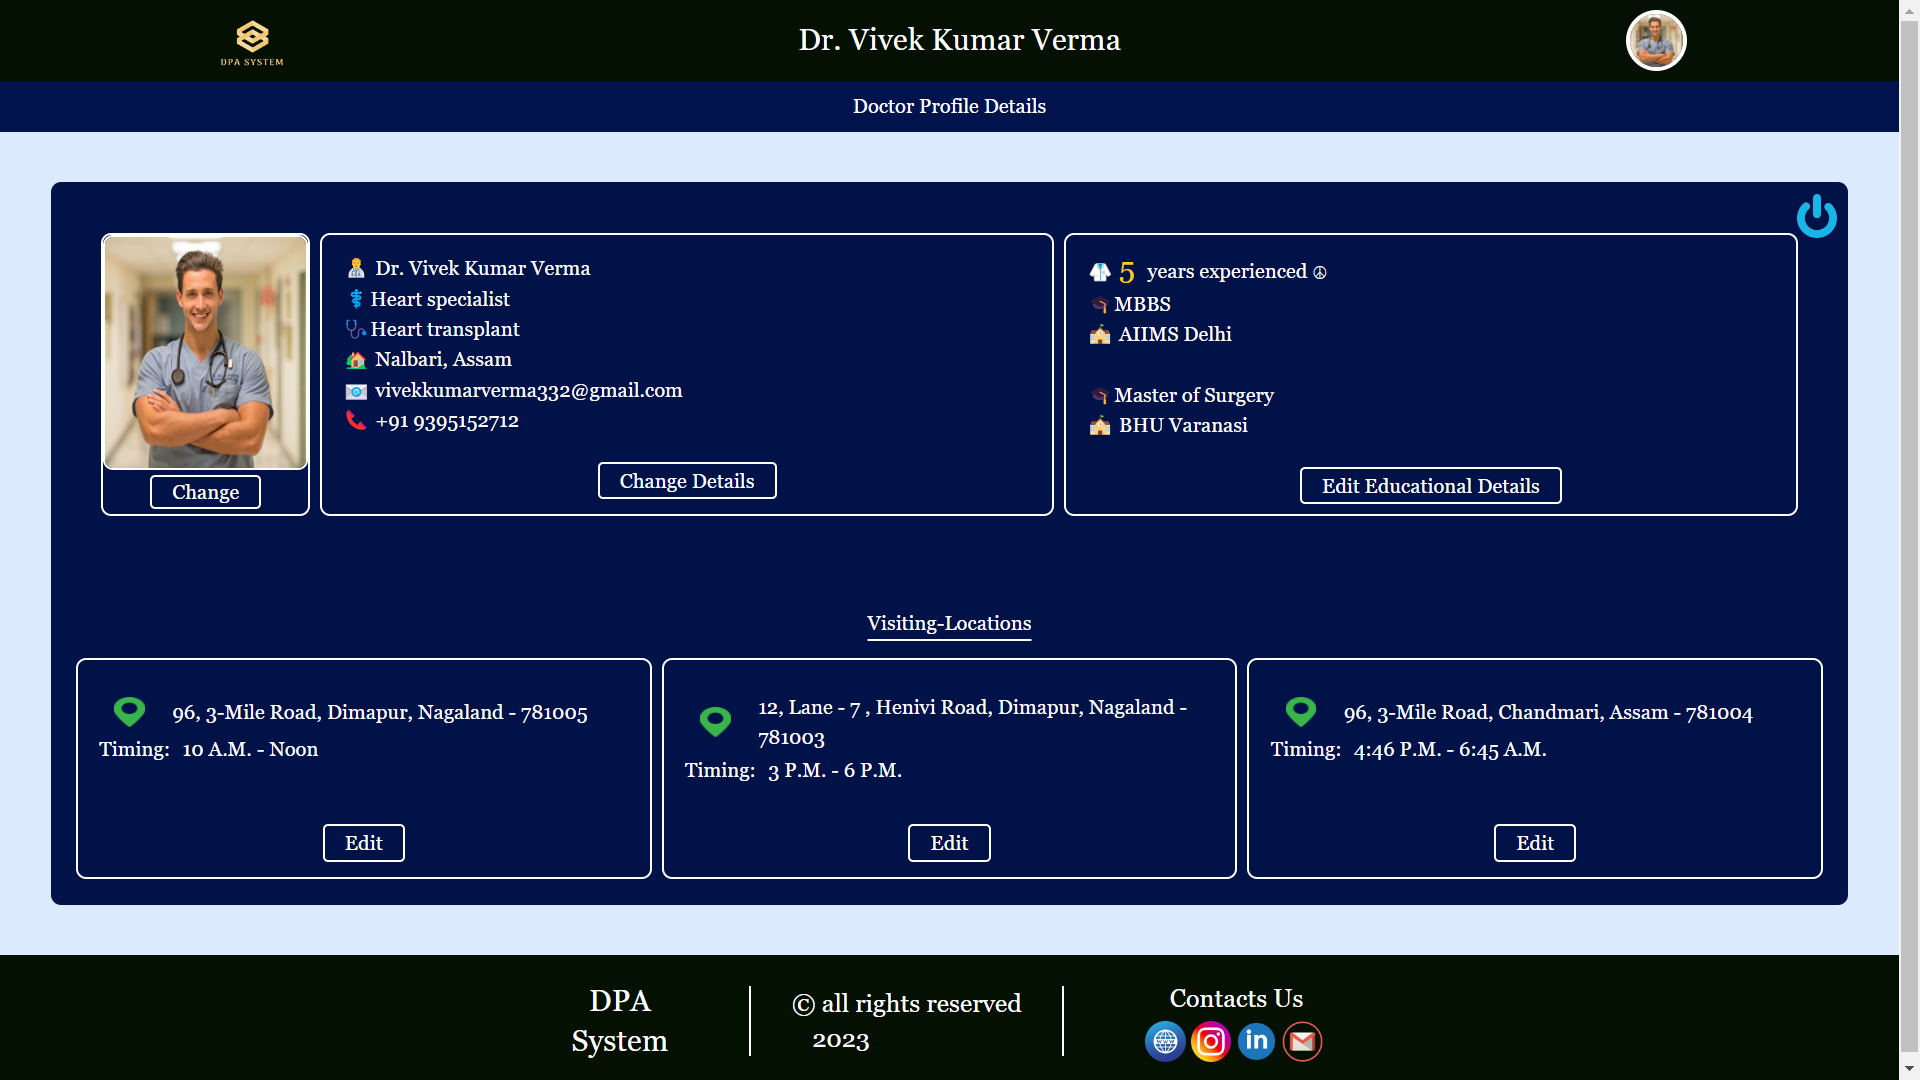 DPA SYSTEM
Dr. Vivek Kumar Verma
Doctor Profile Details
Change
Dr. Vivek Kumar Verma
Heart specialist
Heart transplant
Nalbari, Assam
vivekkumarverma332@gmail.com
+91 9395152712
Change Details
5 years experienced ☮
MBBS
AIIMS Delhi
Master of Surgery
BHU Varanasi
Edit Educational Details
Visiting-Locations
96, 3-Mile Road, Dimapur, Nagaland - 781005
Timing: 10 A.M. - Noon
Edit
12, Lane - 7 , Henivi Road, Dimapur, Nagaland -
781003
Timing: 3 P.M. - 6 P.M.
Edit
96, 3-Mile Road, Chandmari, Assam - 781004
Timing: 4:46 P.M. - 6:45 A.M.
Edit
DPA
System
© all rights reserved
2023
Contacts Us
www
in